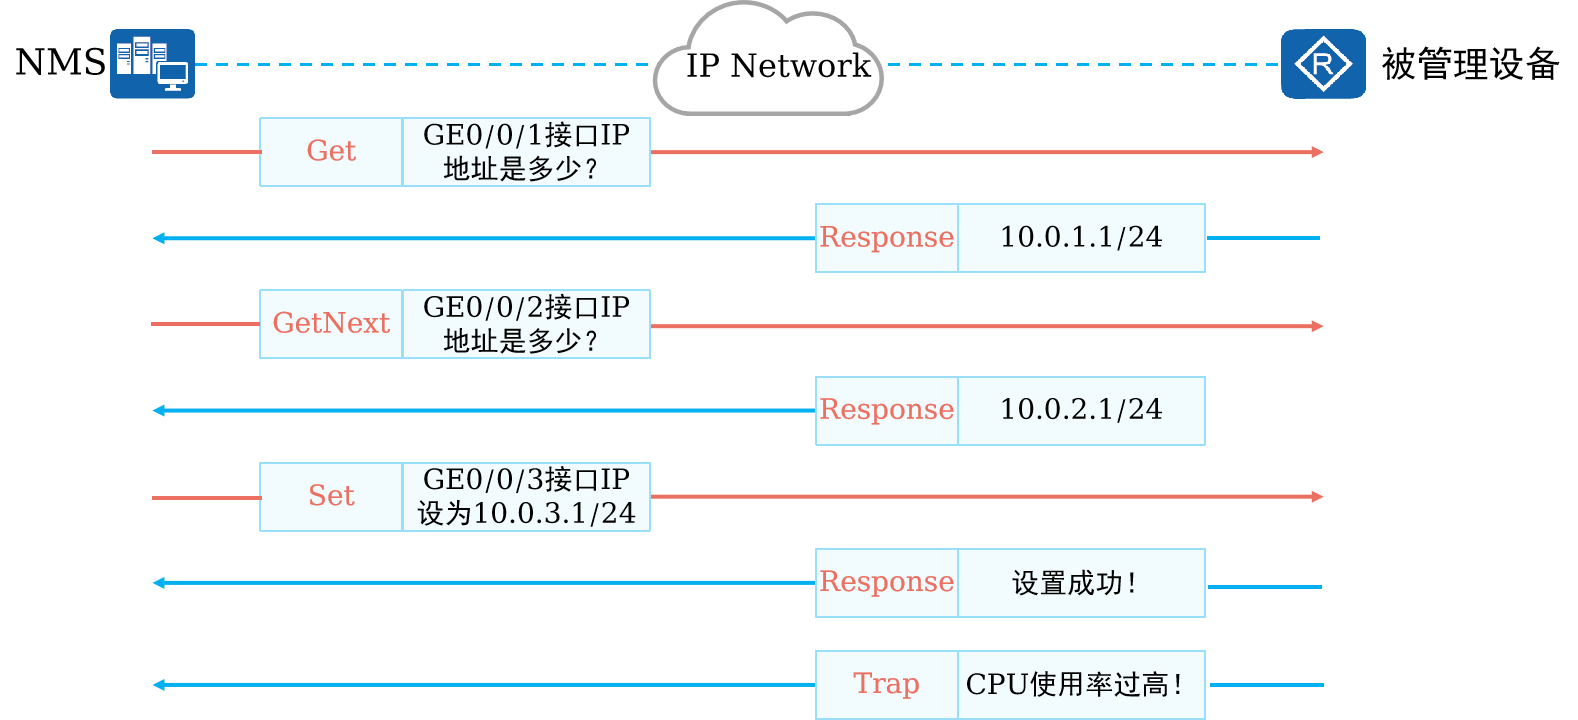 NMS
IP Network
R
被管理设备
Get
GE0/0/1接口IP
地址是多少？
Response
10.0.1.1/24
GetNext
GE0/0/2接口IP
地址是多少？
Response
10.0.2.1/24
Set
GE0/0/3接口IP
设为10.0.3.1/24
Response
设置成功！
Trap
CPU使用率过高！